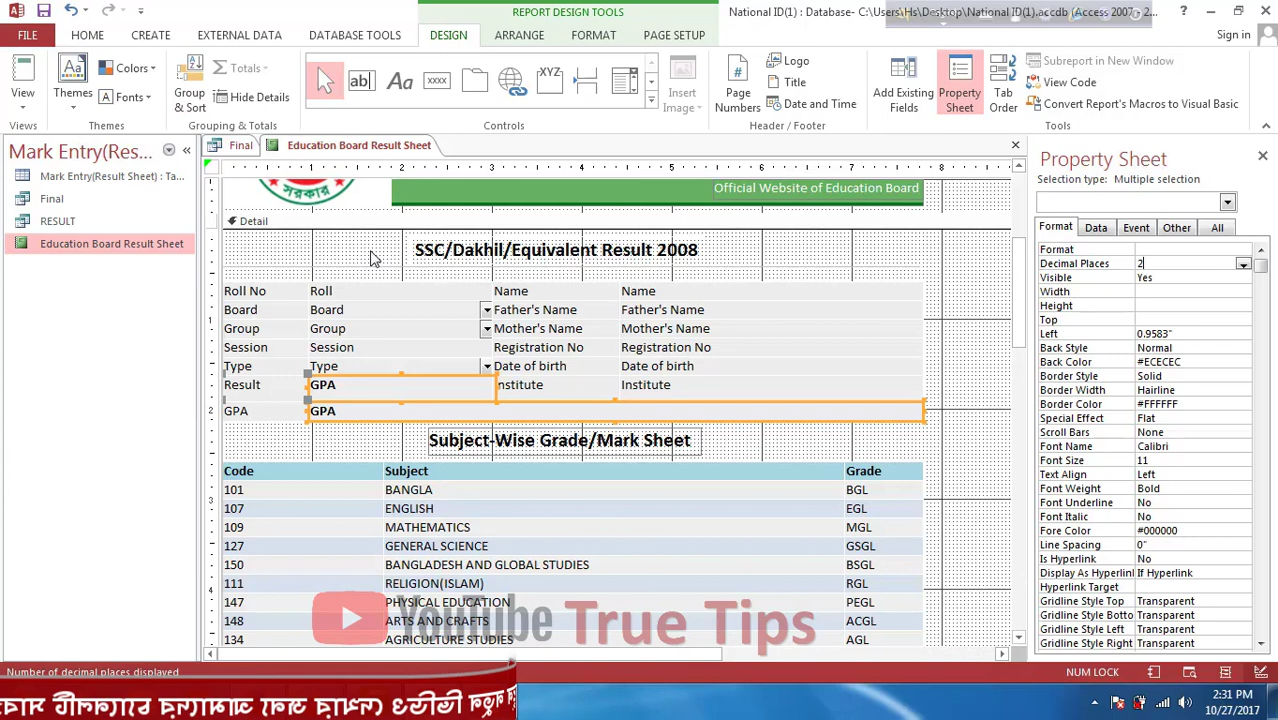 REPORT DESIGN TOOLS
National ID(1) : Database- C:\Users\Hs\Desktop\National ID(1).accdb (Access 2007 - 2...
FILE HOME CREATE EXTERNAL DATA DATABASE TOOLS DESIGN ARRANGE FORMAT PAGE SETUP Sign in
View
Views
Themes
Colors
Fonts
Themes
Group & Sort
Totals
Hide Details
Grouping & Totals
ab|
Aa
xxxx
XYZ
Controls
Insert Image
Page Numbers
Logo
Title
Date and Time
Header / Footer
Add Existing Fields
Property Sheet
Tab Order
Subreport in New Window
View Code
Convert Report's Macros to Visual Basic
Tools
Mark Entry(Res...
Mark Entry(Result Sheet) : Ta...
Final
RESULT
Education Board Result Sheet
Final
Education Board Result Sheet
1 2 3 4 5 6 7 8
সরকার
Official Website of Education Board
Detail
SSC/Dakhil/Equivalent Result 2008
Roll No Roll Name Name
Board Board Father's Name Father's Name
Group Group Mother's Name Mother's Name
Session Session Registration No Registration No
Type Type Date of birth Date of birth
Result GPA Institute Institute
GPA GPA
Subject-Wise Grade/Mark Sheet
Code Subject Grade
101 BANGLA BGL
107 ENGLISH EGL
109 MATHEMATICS MGL
127 GENERAL SCIENCE GSGL
150 BANGLADESH AND GLOBAL STUDIES BSGL
111 RELIGION(ISLAM) RGL
147 PHYSICAL EDUCATION PEGL
148 ARTS AND CRAFTS ACGL
134 AGRICULTURE STUDIES AGL
YouTube True Tips
Property Sheet
Selection type: Multiple selection
Format Data Event Other All
Format
Decimal Places 2
Visible Yes
Width
Height
Top
Left 0.9583"
Back Style Normal
Back Color #ECECEC
Border Style Solid
Border Width Hairline
Border Color #FFFFFF
Special Effect Flat
Scroll Bars None
Font Name Calibri
Font Size 11
Text Align Left
Font Weight Bold
Font Underline No
Font Italic No
Fore Color #000000
Line Spacing 0"
Is Hyperlink No
Display As Hyperlink If Hyperlink
Hyperlink Target
Gridline Style Top Transparent
Gridline Style Botto Transparent
Gridline Style Left Transparent
Gridline Style Right Transparent
Number of decimal places displayed
NUM LOCK
2:31 PM
10/27/2017